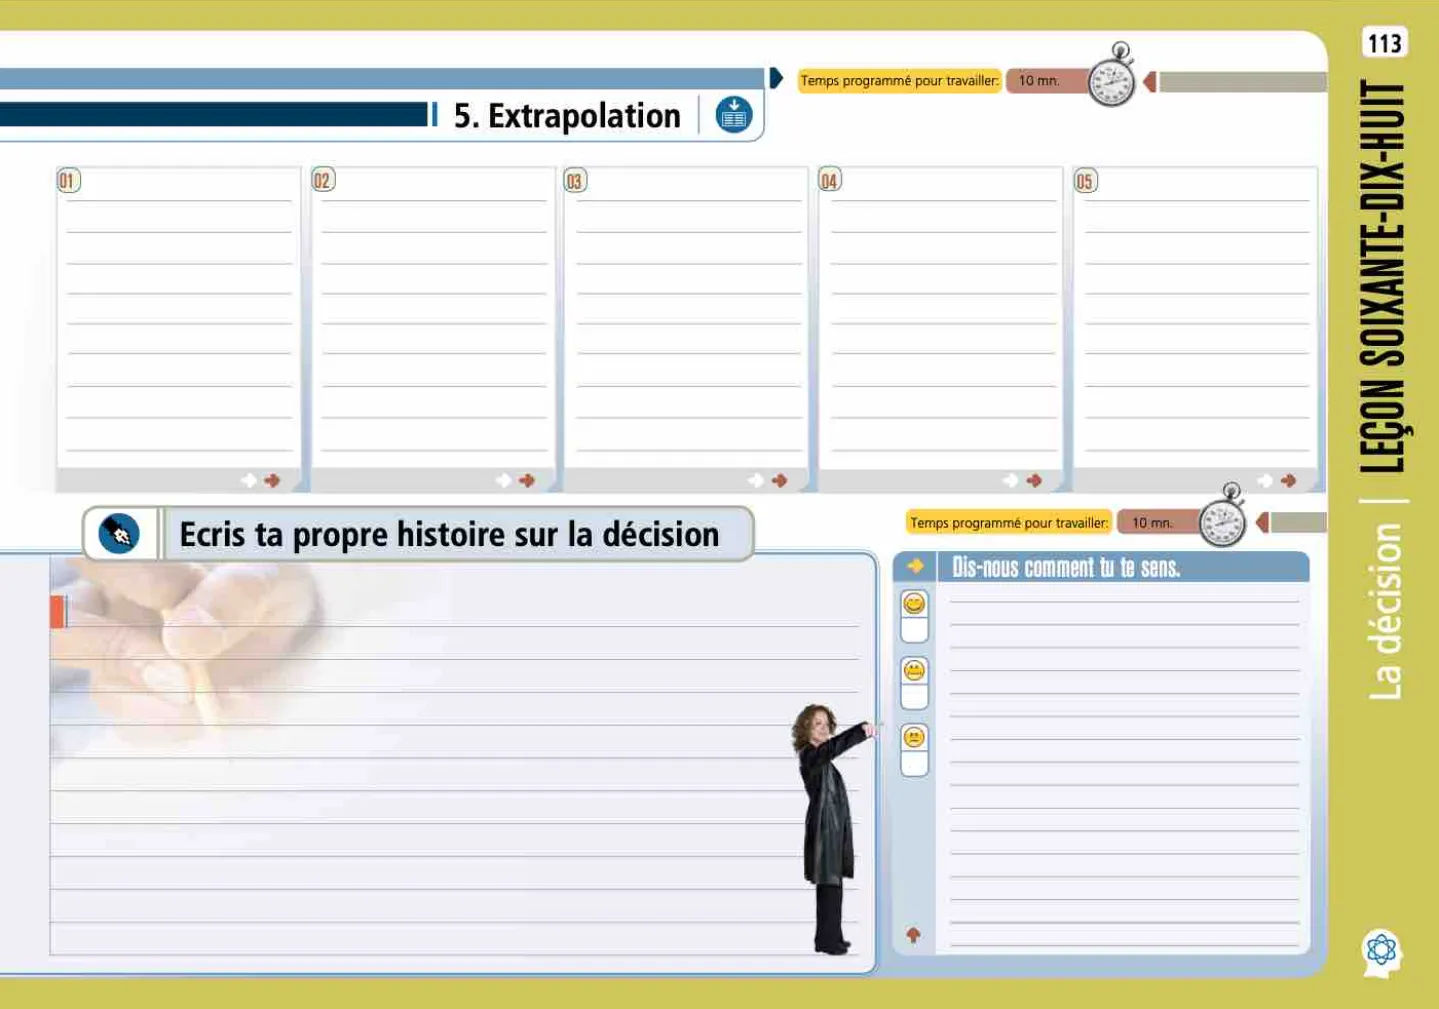 113
Temps programmé pour travailler:
10 mn.
5. Extrapolation
01
02
03
04
05
Ecris ta propre histoire sur la décision
Temps programmé pour travailler:
10 mn.
Dis-nous comment tu te sens.
LEÇON SOIXANTE-DIX-HUIT
La décision